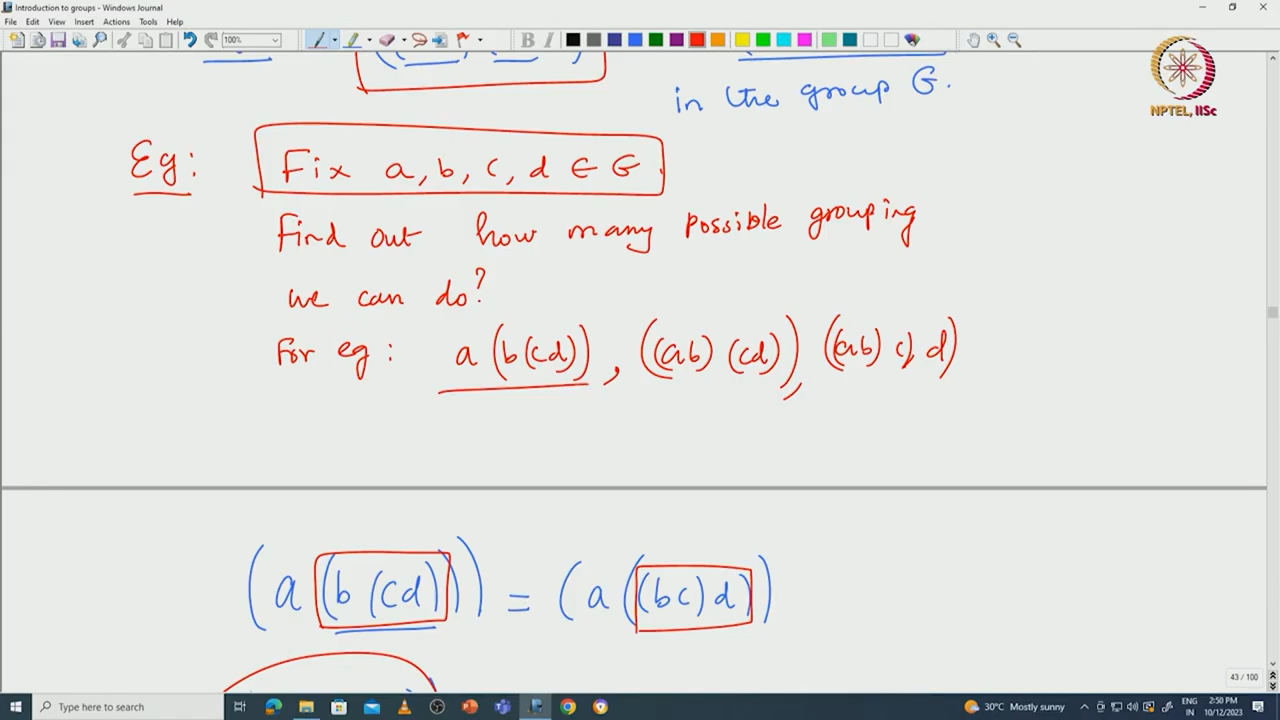 Introduction to groups - Windows Journal
File Edit View Insert Actions Tools Help
100%
NPTEL, IISc
in the group G.
Eg: Fix a, b, c, d ∈ G.
Find out how many possible grouping
we can do?
For eg: a (b(cd)), ((ab) (cd)), ((ab) c) d)
(a (b (cd))) = (a ((bc) d))
43 / 100
Type here to search
30°C Mostly sunny
ENG
IN
2:50 PM
10/12/2023